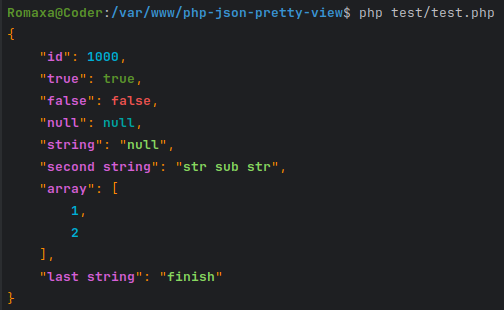 Romaxa@Coder:/var/www/php-json-pretty-view$ php test/test.php
{
    "id": 1000,
    "true": true,
    "false": false,
    "null": null,
    "string": "null",
    "second string": "str sub str",
    "array": [
        1,
        2
    ],
    "last string": "finish"
}